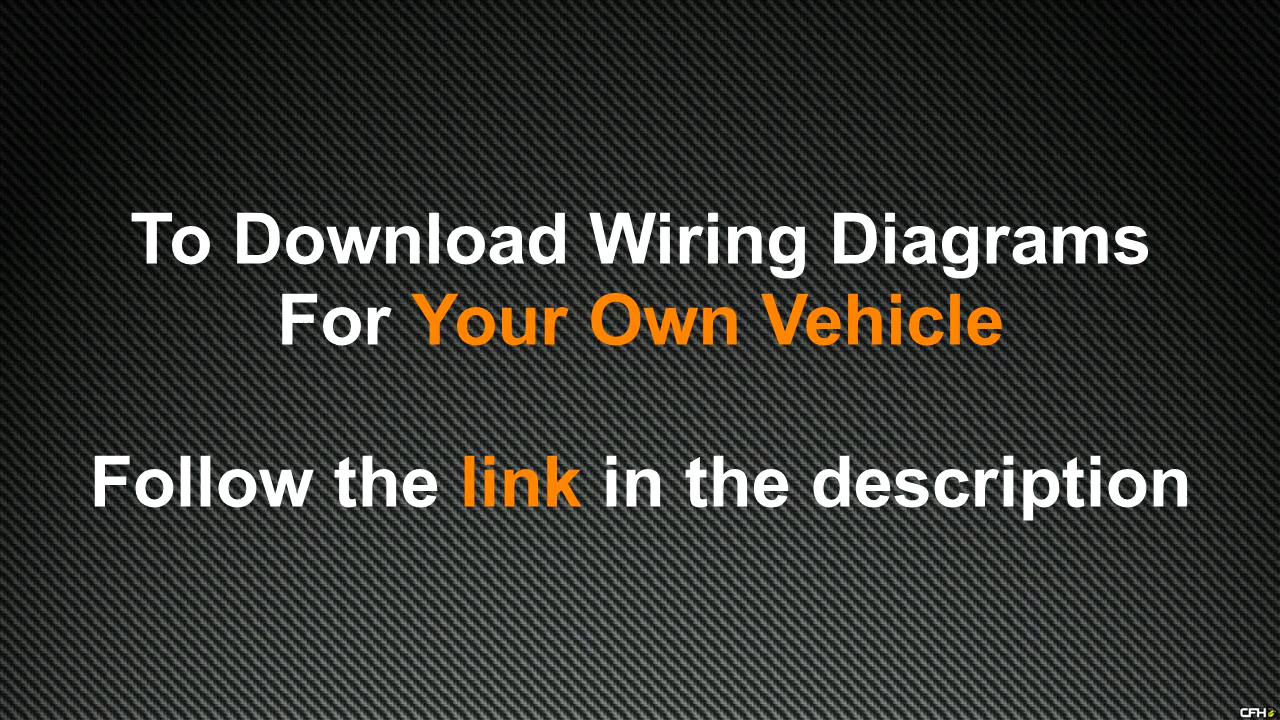 To Download Wiring Diagrams
For Your Own Vehicle
Follow the link in the description
CFH